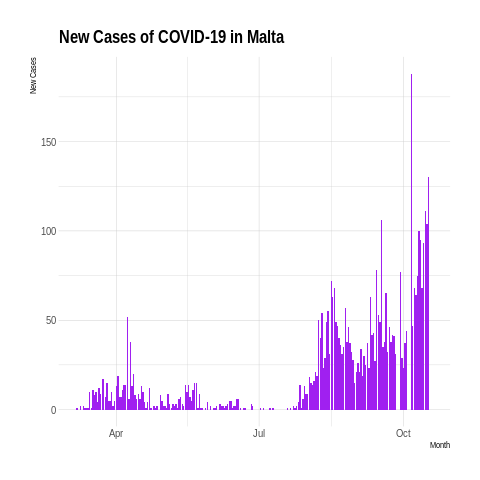 New Cases of COVID-19 in Malta
New Cases
150
100
50
0
Apr
Jul
Oct
Month